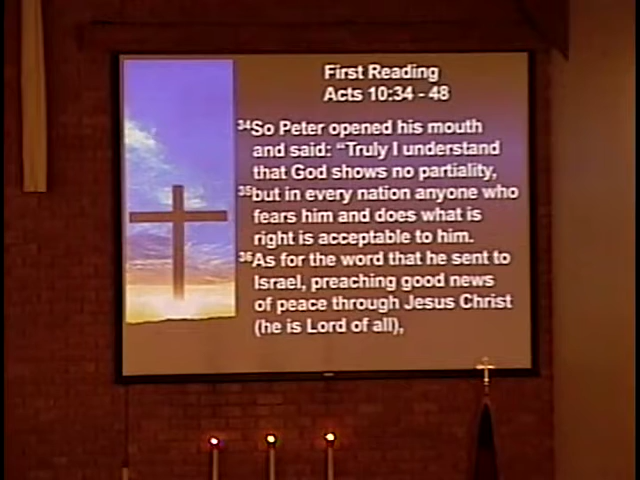 First Reading
Acts 10:34 - 48
34So Peter opened his mouth
and said: “Truly I understand
that God shows no partiality,
35but in every nation anyone who
fears him and does what is
right is acceptable to him.
36As for the word that he sent to
Israel, preaching good news
of peace through Jesus Christ
(he is Lord of all),